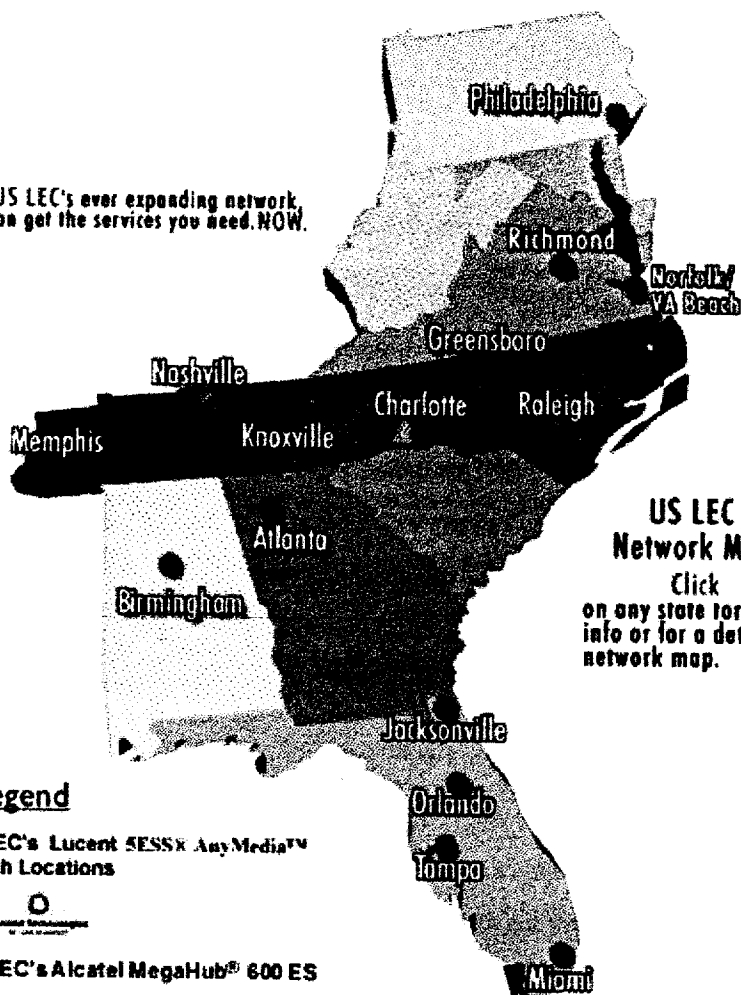 Philadelphia
US LEC's ever expanding network,
get the services you need.NOW.
Richmond
Norfolk/
VA Beach
Greensboro
Nashville
Charlotte
Raleigh
Memphis
Knoxville
US LEC
Network M
Atlanta
Click
on any state for
info or for a det
network map.
Birmingham
Jacksonville
egend
Orlando
EC's Lucent 5ESS® AnyMedia™
h Locations
Tampa
EC's Alcatel MegaHub® 600 ES
Miami